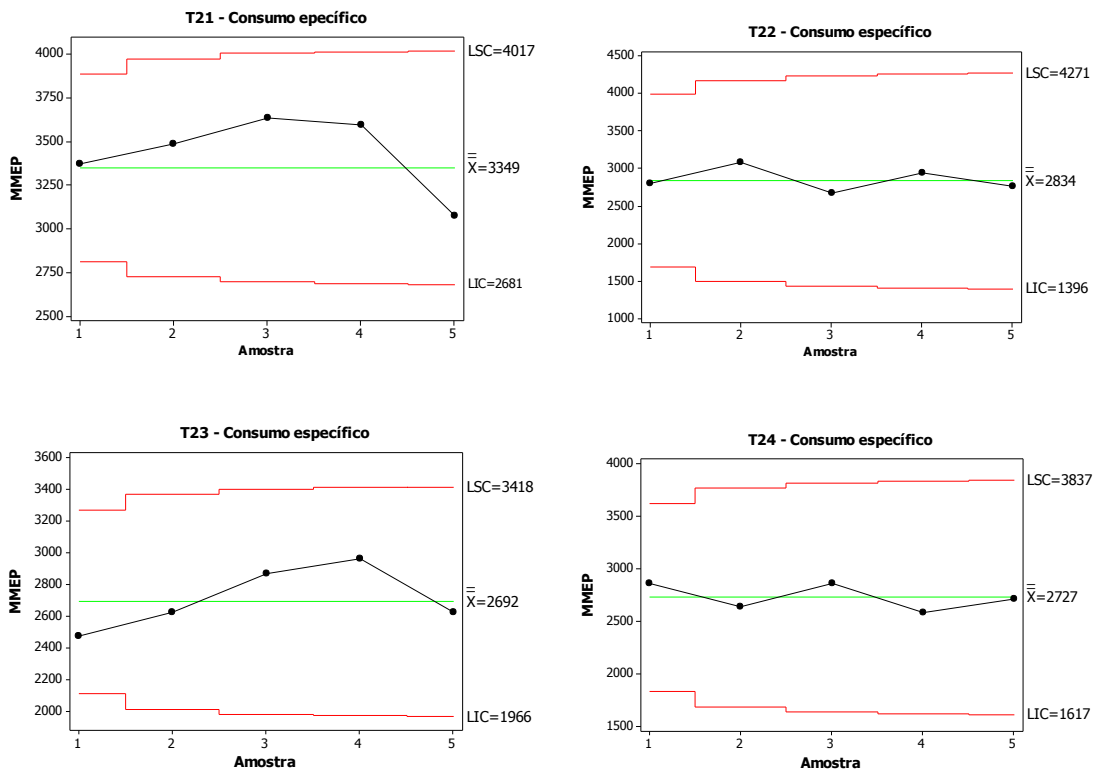 T21 - Consumo epecífico
MMEP
4000
3750
3500
3250
3000
2750
2500
LSC=4017
X=3349
LIC=2681
1 2 3 4 5
Amostra
T22 - Consumo específico
MMEP
4500
4000
3500
3000
2500
2000
1500
1000
LSC=4271
X=2834
LIC=1396
1 2 3 4 5
Amostra
T23 - Consumo específico
MMEP
3600
3400
3200
3000
2800
2600
2400
2200
2000
LSC=3418
X=2692
LIC=1966
1 2 3 4 5
Amostra
T24 - Consumo específico
MMEP
4000
3500
3000
2500
2000
1500
LSC=3837
X=2727
LIC=1617
1 2 3 4 5
Amostra